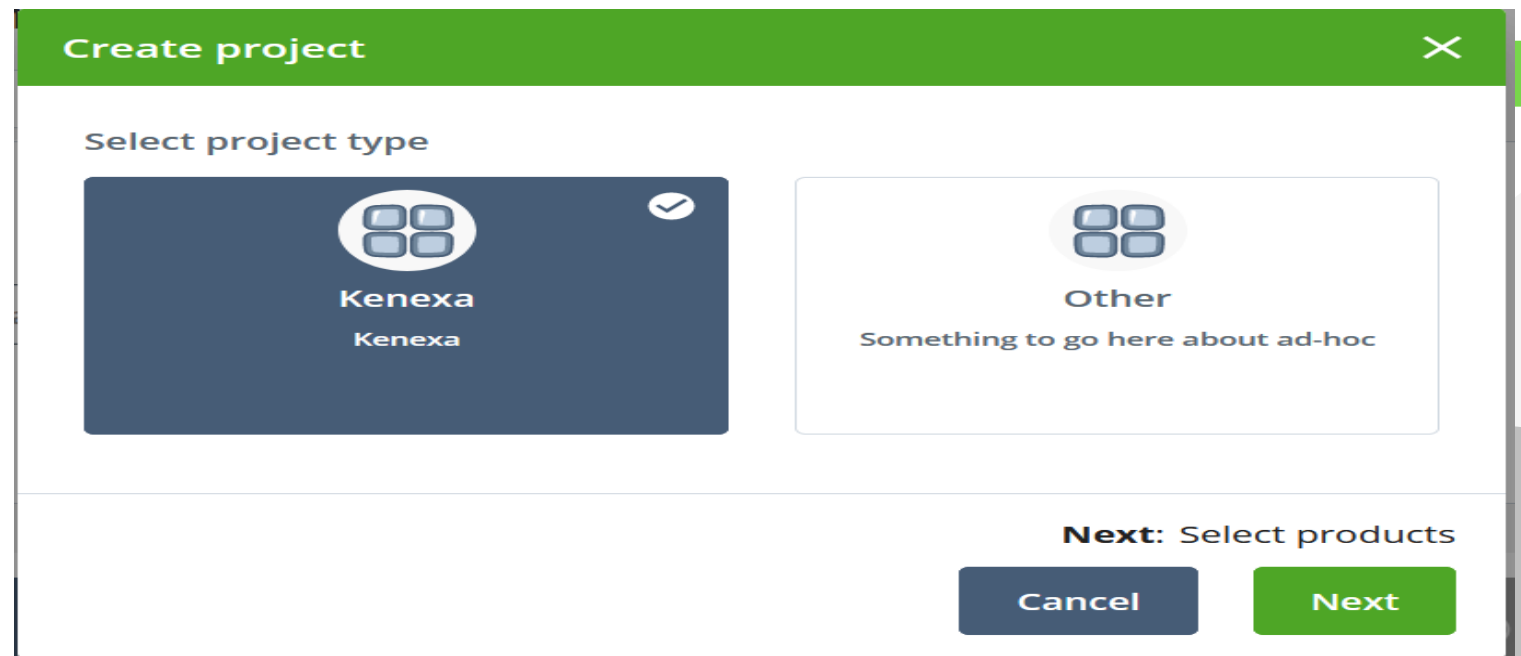 Create project
Select project type
Kenexa
Kenexa
Other
Something to go here about ad-hoc
Next: Select products
Cancel
Next